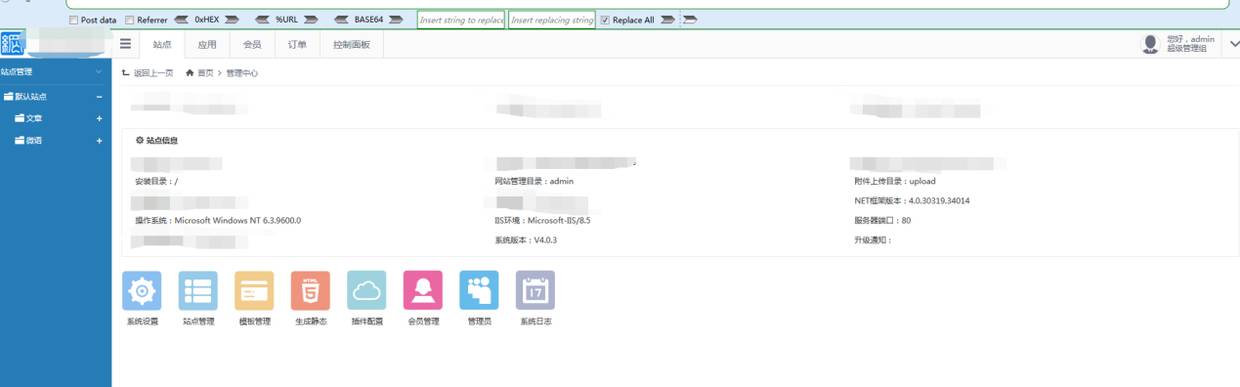 Post data Referrer 0xHEX %URL BASE64 Insert string to replace Insert replacing string Replace All
站点 应用 会员 订单 控制面板 您好，admin
超级管理组
站点管理 返回上一页 首页 管理中心
默认站点
文章
微语
站点信息
安装目录：/ 网站管理目录：admin 附件上传目录：upload
NET框架版本：4.0.30319.34014
操作系统：Microsoft Windows NT 6.3.9600.0 IIS环境：Microsoft-IIS/8.5 服务器端口：80
系统版本：V4.0.3 升级通知：
HTML 17
系统设置 站点管理 模板管理 生成静态 插件配置 会员管理 管理员 系统日志